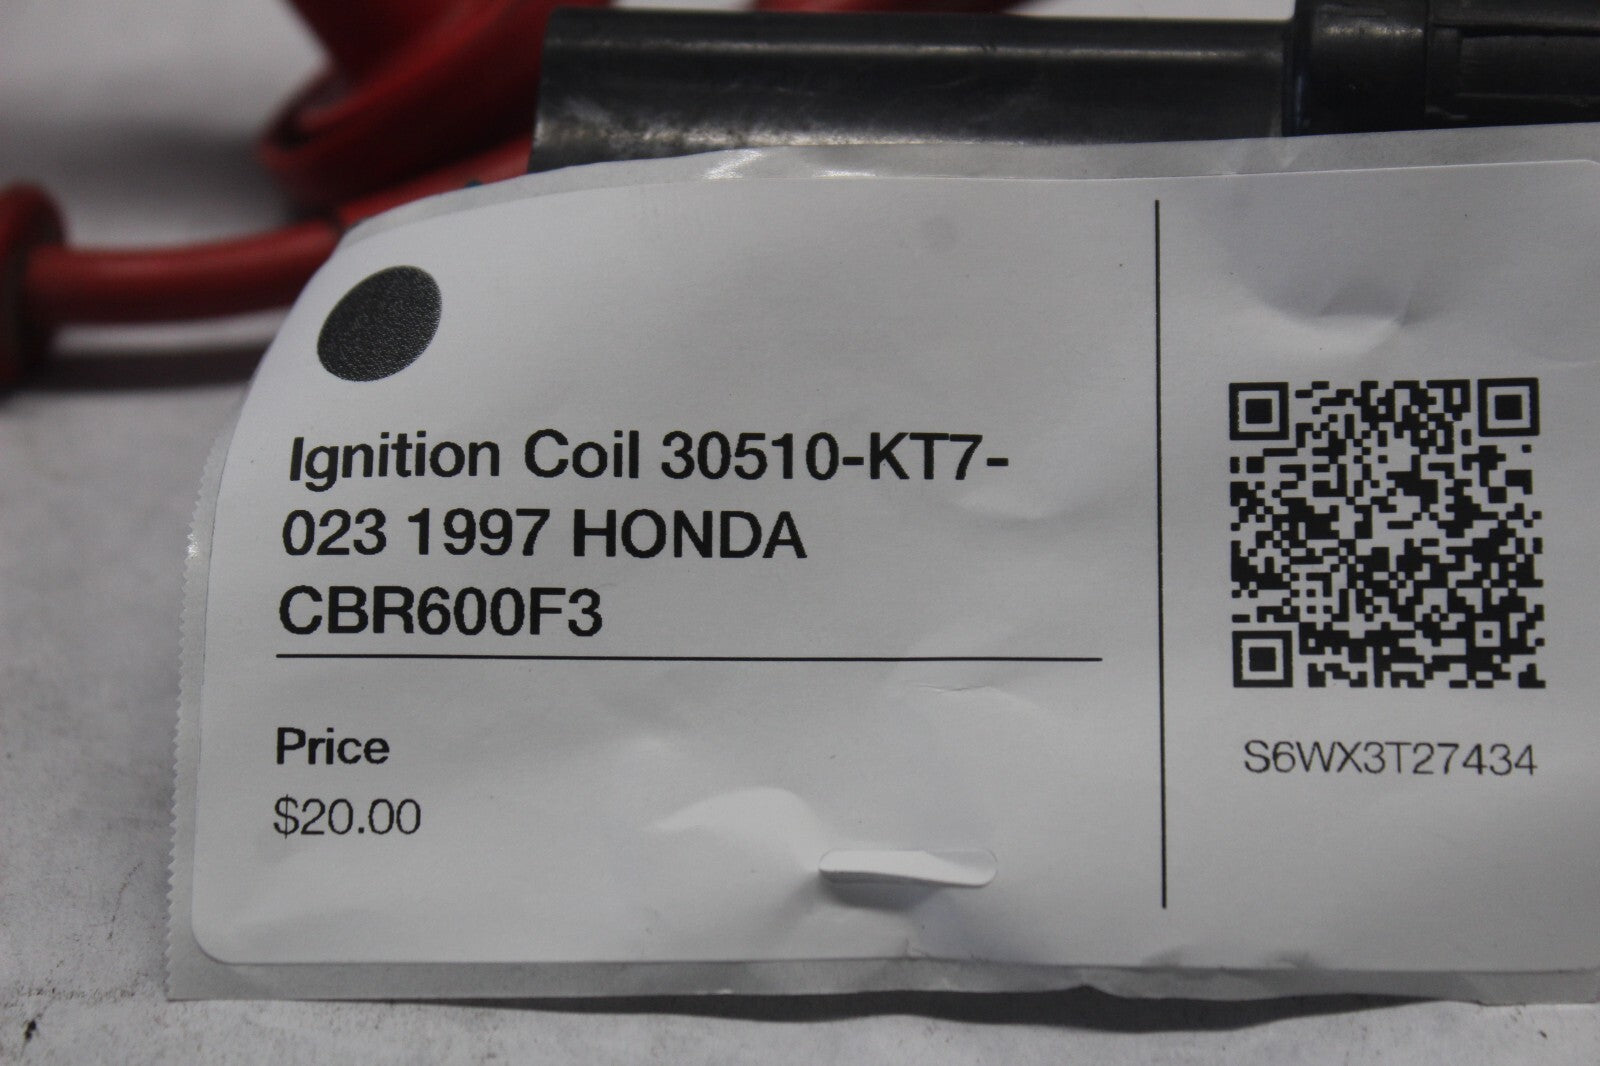 Ignition Coil 30510-KT7-
023 1997 HONDA
CBR600F3
Price
$20.00
S6WX3T27434